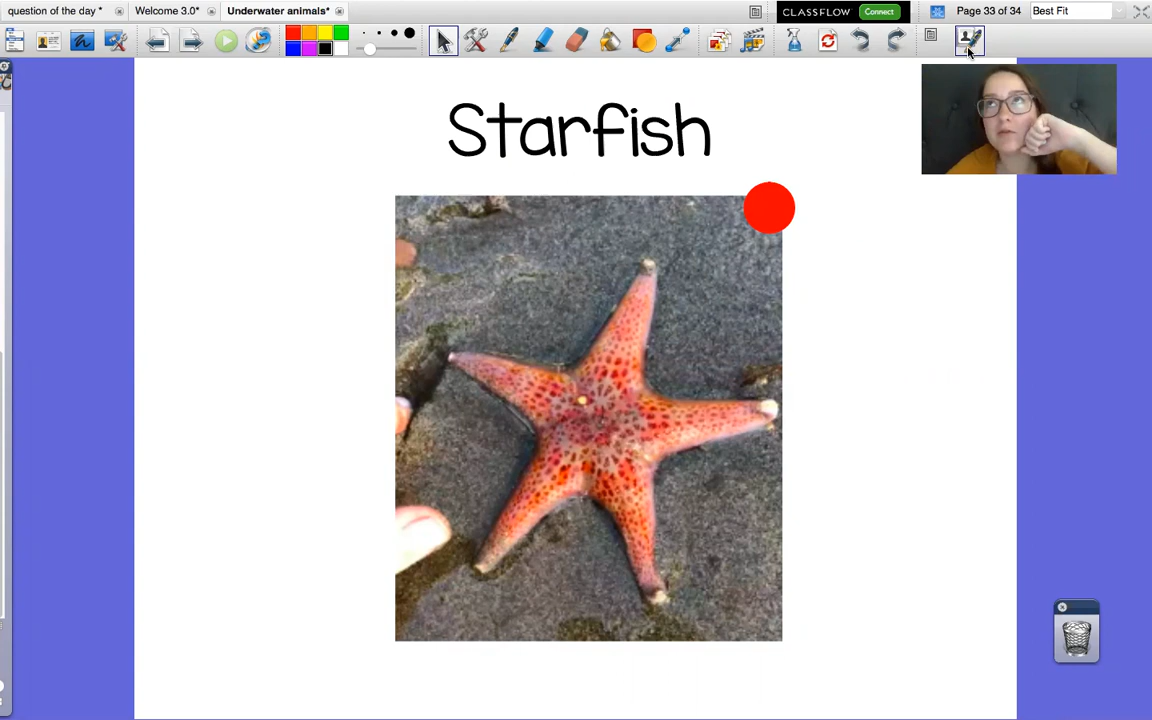 question of the day *
Welcome 3.0*
Underwater animals*
CLASSFLOW Connect
Page 33 of 34
Best Fit
Starfish